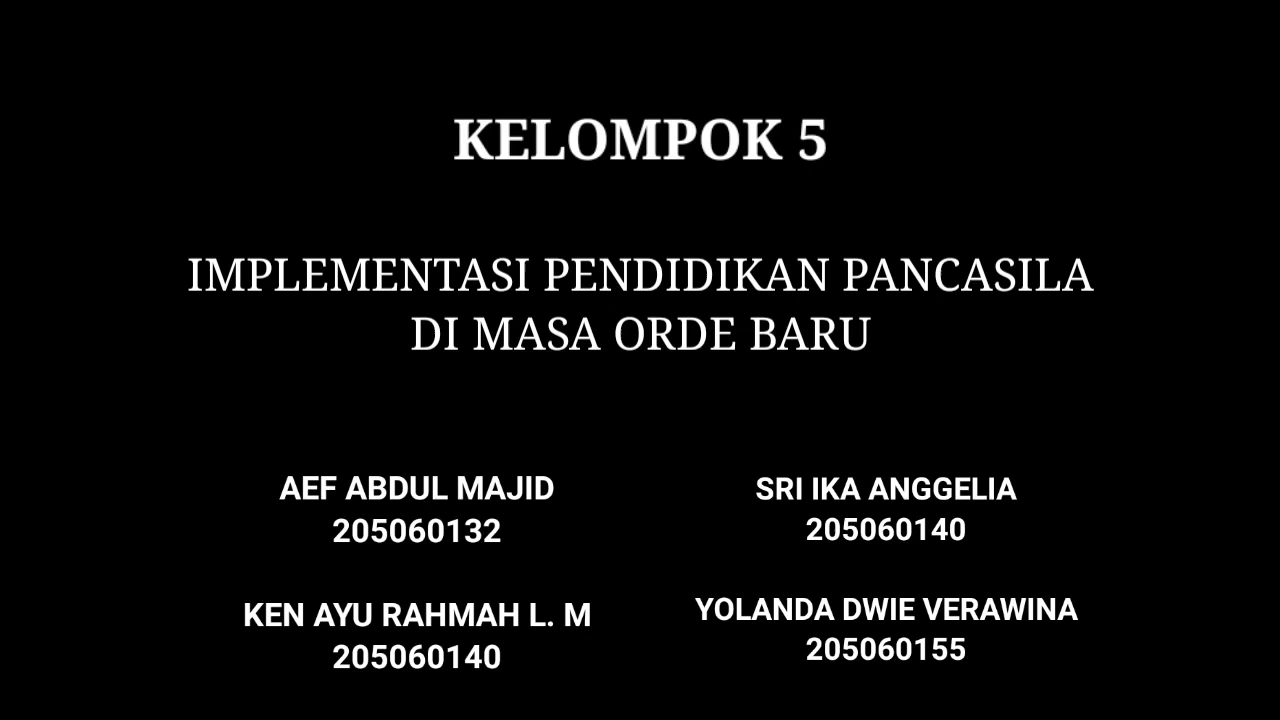 KELOMPOK 5
IMPLEMENTASI PENDIDIKAN PANCASILA
DI MASA ORDE BARU
AEF ABDUL MAJID
205060132
SRI IKA ANGGELIA
205060140
KEN AYU RAHMAH L. M
205060140
YOLANDA DWIE VERAWINA
205060155